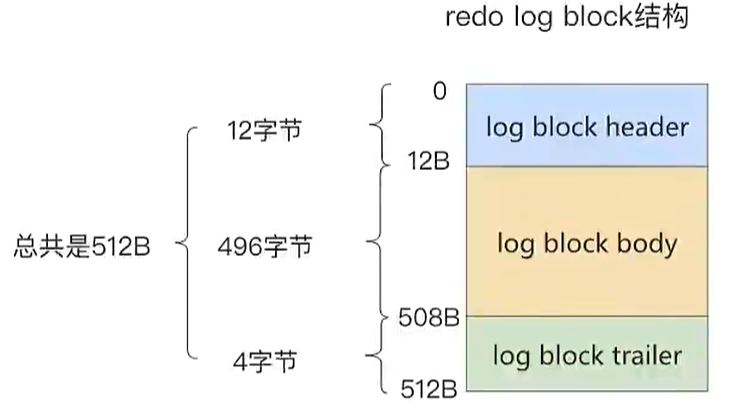 redo log block结构
0
12字节
log block header
12B
总共是512B
496字节
log block body
508B
4字节
log block trailer
512B